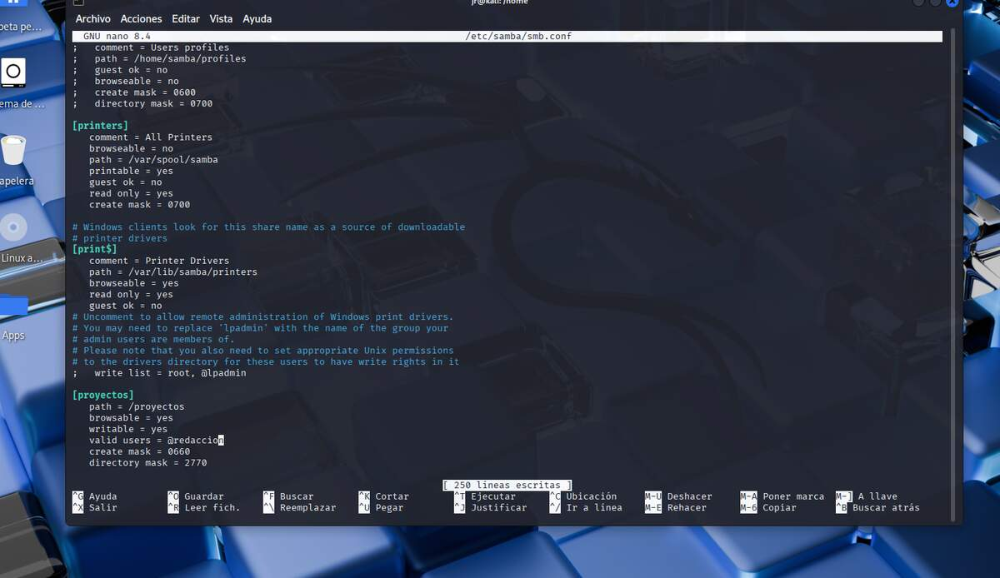 jr@kali: /home
Archivo Acciones Editar Vista Ayuda
GNU nano 8.4 /etc/samba/smb.conf
;   comment = Users profiles
;   path = /home/samba/profiles
;   guest ok = no
;   browseable = no
;   create mask = 0600
;   directory mask = 0700
[printers]
comment = All Printers
browseable = no
path = /var/spool/samba
printable = yes
guest ok = no
read only = yes
create mask = 0700
# Windows clients look for this share name as a source of downloadable
# printer drivers
[print$]
comment = Printer Drivers
path = /var/lib/samba/printers
browseable = yes
read only = yes
guest ok = no
# Uncomment to allow remote administration of Windows print drivers.
# You may need to replace 'lpadmin' with the name of the group your
# admin users are members of.
# Please note that you also need to set appropriate Unix permissions
# to the drivers directory for these users to have write rights in it
;   write list = root, @lpadmin
[proyectos]
path = /proyectos
browsable = yes
writable = yes
valid users = @redaccion
create mask = 0660
directory mask = 2770
[ 250 líneas escritas ]
^G Ayuda ^O Guardar ^F Buscar ^K Cortar ^T Ejecutar ^C Ubicación M-U Deshacer M-A Poner marca M-] A llave
^X Salir ^R Leer fich. ^\ Reemplazar ^U Pegar ^J Justificar ^/ Ir a línea M-E Rehacer M-6 Copiar ^B Buscar atrás
peta pe...
ema de ...
apelera
Linux a...
Apps